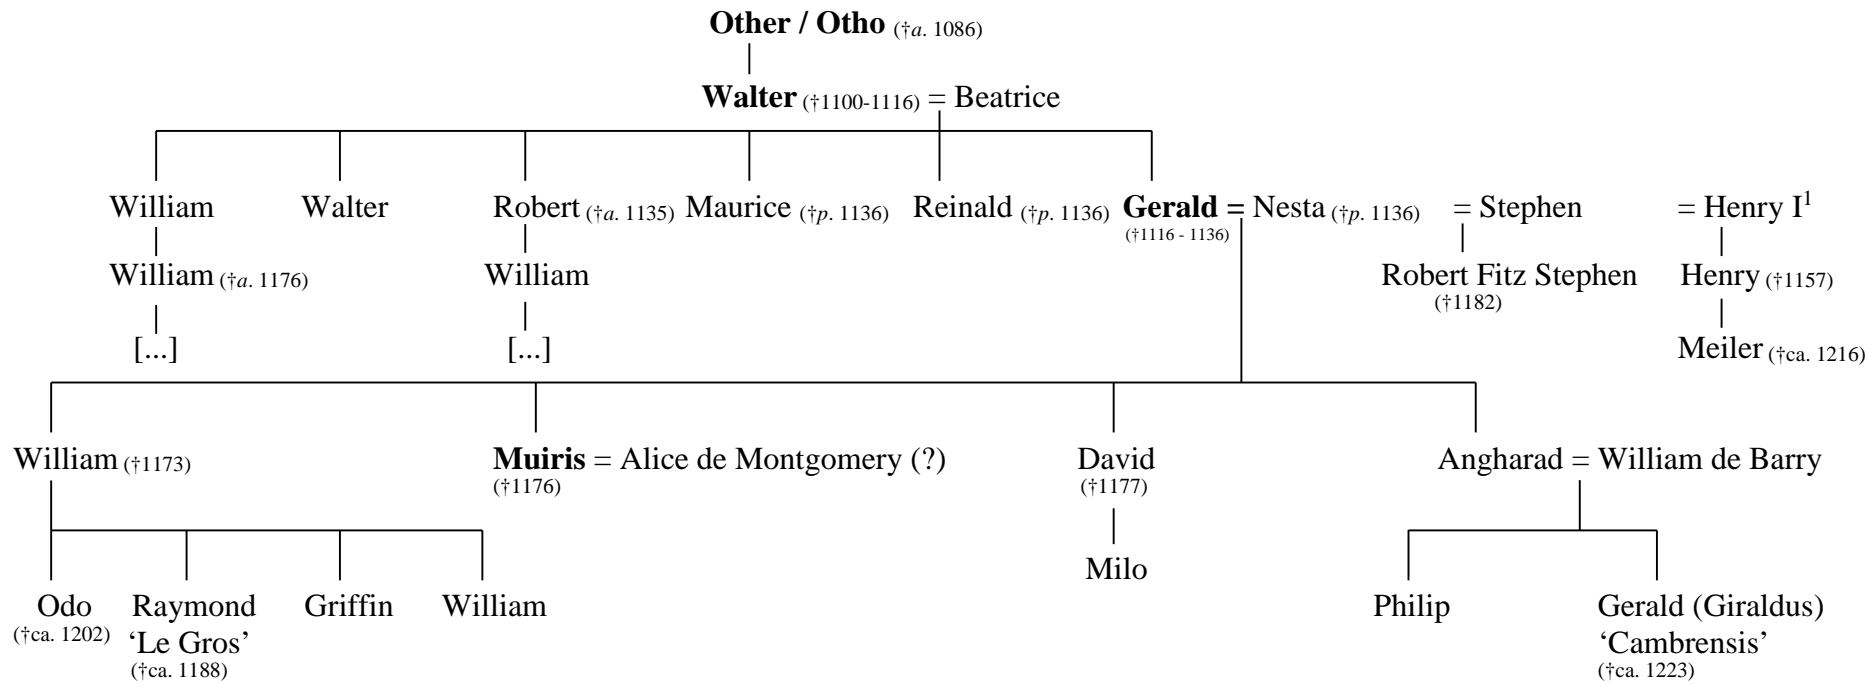 Other / Otho (†a. 1086)
Walter (†1100-1116) = Beatrice
William Walter Robert (†a. 1135) Maurice (†p. 1136) Reinald (†p. 1136) Gerald = Nesta (†p. 1136) = Stephen = Henry I¹
(†1116 - 1136)
William (†a. 1176) William Robert Fitz Stephen Henry (†1157)
(†1182)
[...] [...] Meiler (†ca. 1216)
William (†1173) Muiris = Alice de Montgomery (?) David Angharad = William de Barry
(†1176) (†1177)
Milo
Odo Raymond Griffin William Philip Gerald (Giraldus)
(†ca. 1202) ‘Le Gros’ ‘Cambrensis’
(†ca. 1188) (†ca. 1223)